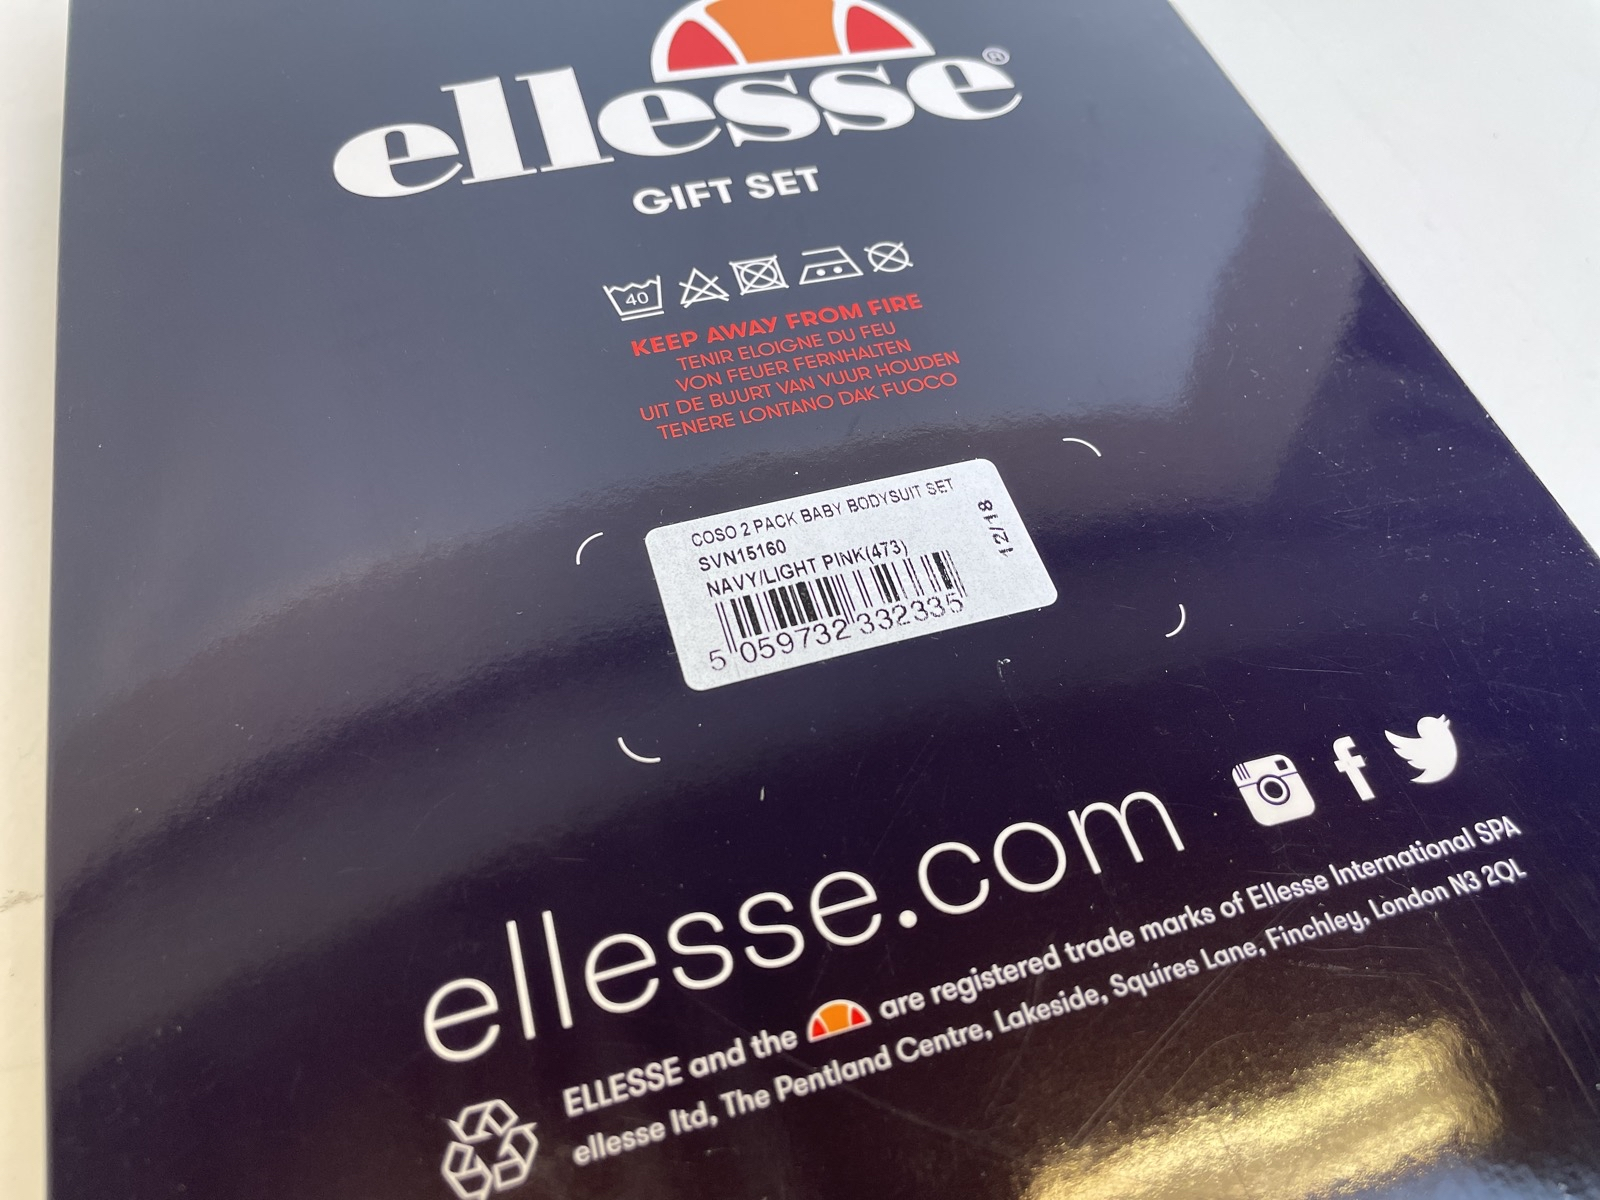 ellesse®
GIFT SET
40
KEEP AWAY FROM FIRE
TENIR ELOIGNE DU FEU
VON FEUER FERNHALTEN
UIT DE BUURT VAN VUUR HOUDEN
TENERE LONTANO DAK FUOCO
COSO 2 PACK BABY BODYSUIT SET
SVN15160
NAVY/LIGHT PINK(473)
12/18
5 059732 332335
ellesse.com
ELLESSE and the are registered trade marks of Ellesse International SPA
ellesse ltd, The Pentland Centre, Lakeside, Squires Lane, Finchley, London N3 2QL